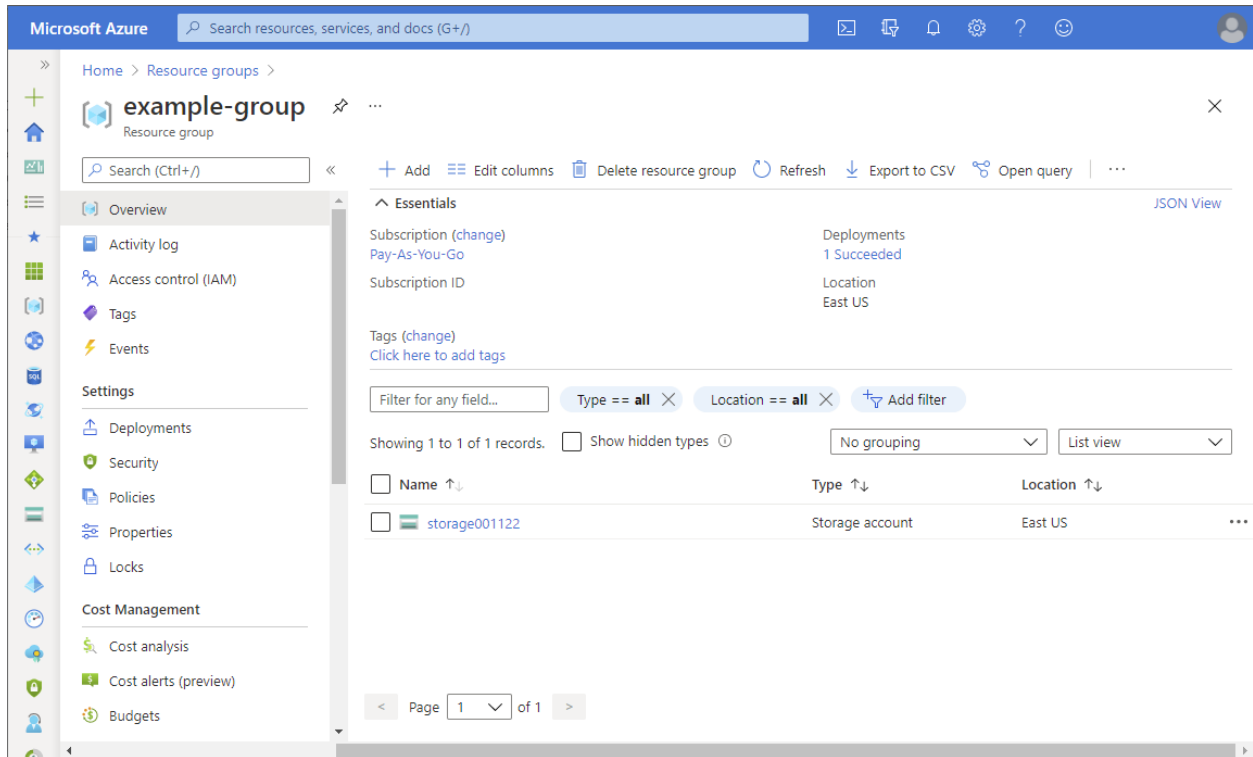 Microsoft Azure
Search resources, services, and docs (G+/)
Home > Resource groups >
example-group
Resource group
Search (Ctrl+/)
Overview
Activity log
Access control (IAM)
Tags
Events
Settings
Deployments
Security
Policies
Properties
Locks
Cost Management
Cost analysis
Cost alerts (preview)
Budgets
Add Edit columns Delete resource group Refresh Export to CSV Open query
Essentials JSON View
Subscription (change) Deployments
Pay-As-You-Go 1 Succeeded
Subscription ID Location
East US
Tags (change)
Click here to add tags
Filter for any field... Type == all Location == all Add filter
Showing 1 to 1 of 1 records. Show hidden types No grouping List view
Name Type Location
storage001122 Storage account East US
< Page 1 of 1 >